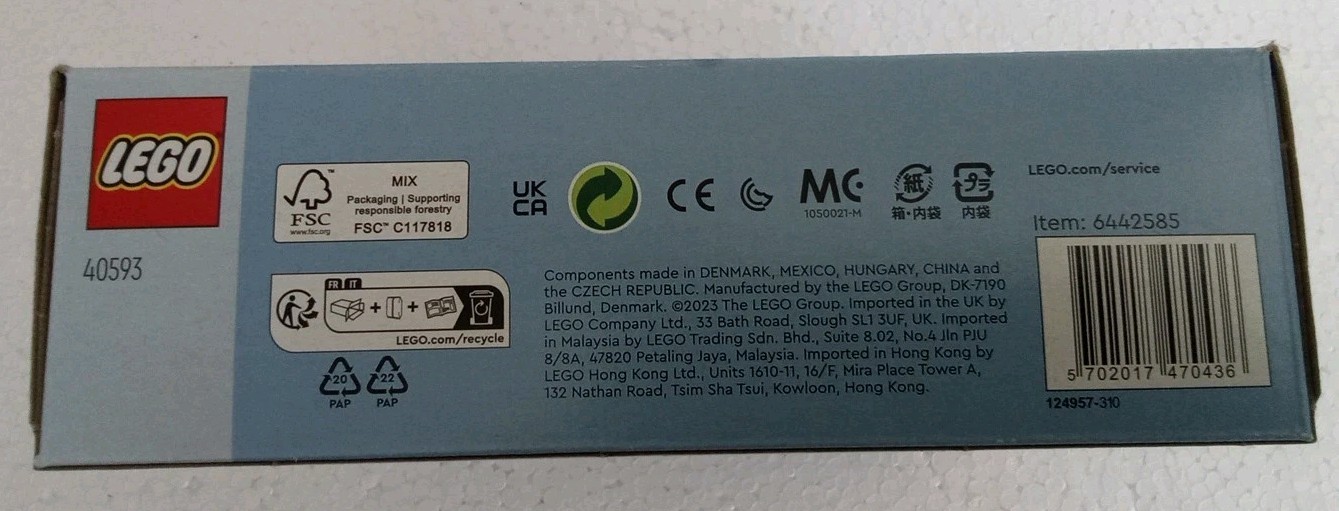 LEGO
40593
FSC™
www.fsc.org
MIX
Packaging | Supporting
responsible forestry
FSC™ C117818
UK
CA
CE
MC
1050021-M
紙
箱・内袋
プラ
内袋
LEGO.com/service
Item: 6442585
FR IT
+ +
LEGO.com/recycle
20 22
PAP PAP
Components made in DENMARK, MEXICO, HUNGARY, CHINA and
the CZECH REPUBLIC. Manufactured by the LEGO Group, DK-7190
Billund, Denmark. ©2023 The LEGO Group. Imported in the UK by
LEGO Company Ltd., 33 Bath Road, Slough SL1 3UF, UK. Imported
in Malaysia by LEGO Trading Sdn. Bhd., Suite 8.02, No.4 Jln PJU
8/8A, 47820 Petaling Jaya, Malaysia. Imported in Hong Kong by
LEGO Hong Kong Ltd., Units 1610-11, 16/F, Mira Place Tower A,
132 Nathan Road, Tsim Sha Tsui, Kowloon, Hong Kong.
5 702017 470436
124957-310